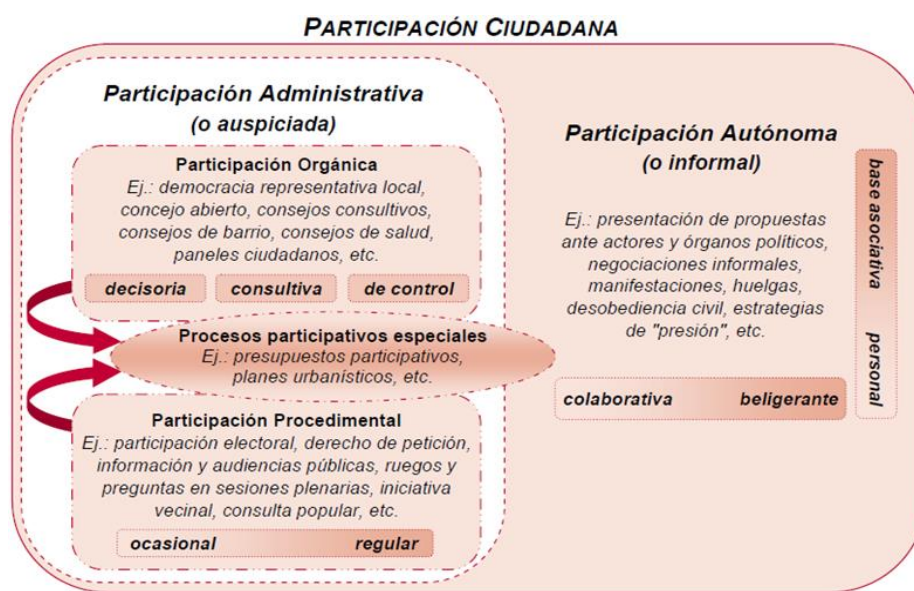 PARTICIPACIÓN CIUDADANA
Participación Administrativa
(o auspiciada)
Participación Orgánica
Ej.: democracia representativa local,
concejo abierto, consejos consultivos,
consejos de barrio, consejos de salud,
paneles ciudadanos, etc.
decisoria
consultiva
de control
Procesos participativos especiales
Ej.: presupuestos participativos,
planes urbanísticos, etc.
Participación Procedimental
Ej.: participación electoral, derecho de petición,
información y audiencias públicas, ruegos y
preguntas en sesiones plenarias, iniciativa
vecinal, consulta popular, etc.
ocasional
regular
Participación Autónoma
(o informal)
Ej.: presentación de propuestas
ante actores y órganos políticos,
negociaciones informales,
manifestaciones, huelgas,
desobediencia civil, estrategias
de "presión", etc.
colaborativa
beligerante
base asociativa
personal